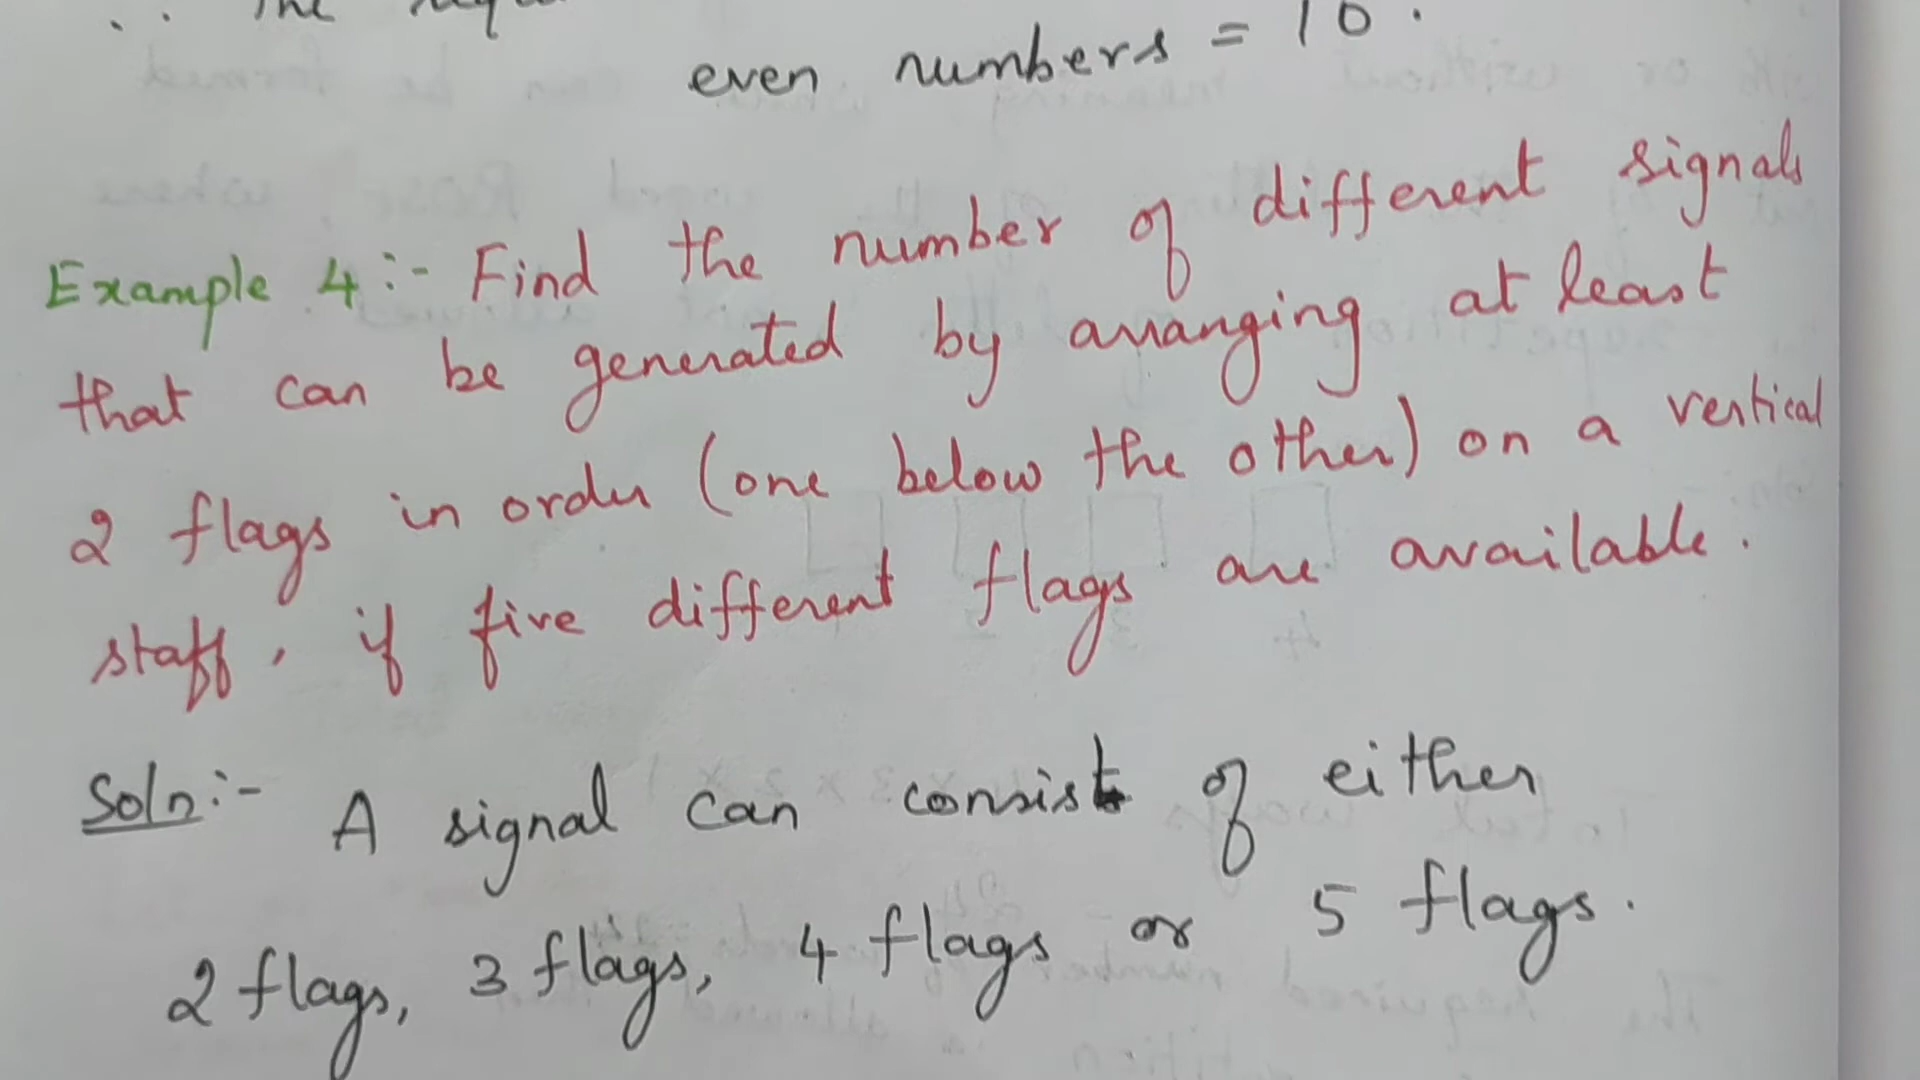 ∴ The
even numbers = 10.
Example 4:- Find the number of different signals
that can be generated by arranging at least
2 flags in order (one below the other) on a vertical
staff, if five different flags are available.
Soln:- A signal can consist of either
2 flags, 3 flags, 4 flags or 5 flags.